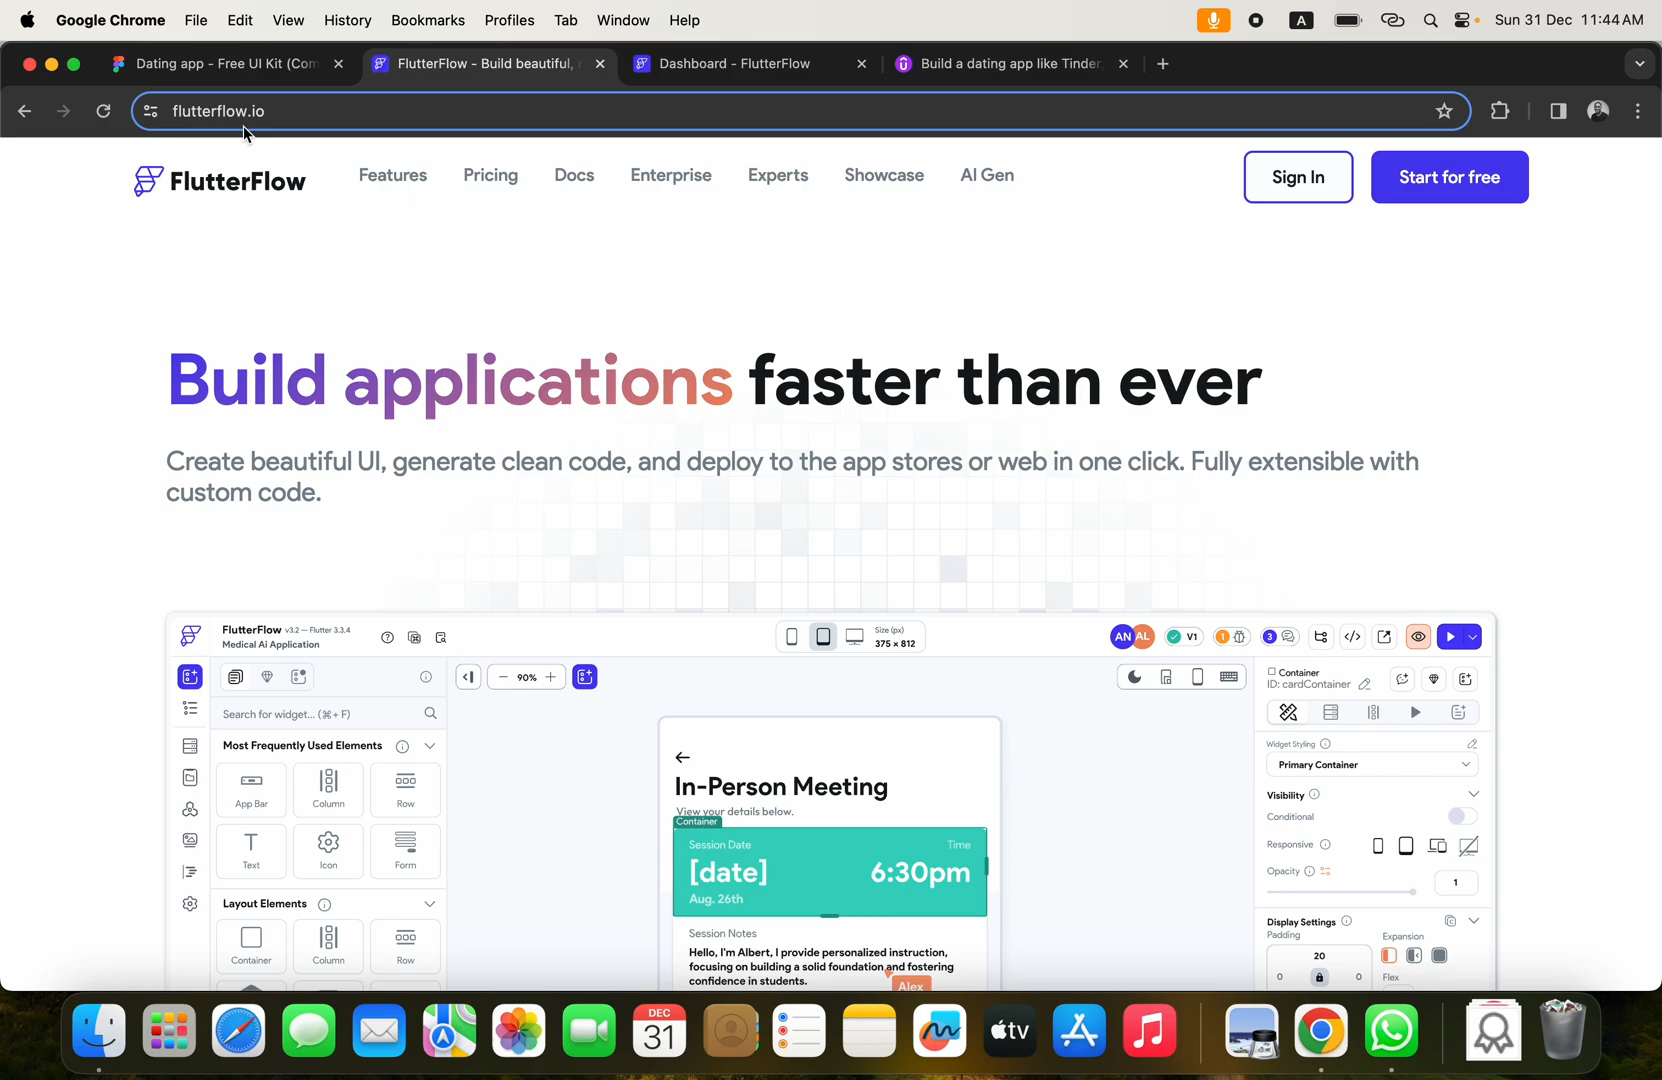 Google Chrome File Edit View History Bookmarks Profiles Tab Window Help
A
Sun 31 Dec 11:44 AM
Dating app - Free UI Kit (Com
FlutterFlow - Build beautiful,
Dashboard - FlutterFlow
Build a dating app like Tinder,
flutterflow.io
FlutterFlow
Features Pricing Docs Enterprise Experts Showcase AI Gen
Sign In
Start for free
Build applications faster than ever
Create beautiful UI, generate clean code, and deploy to the app stores or web in one click. Fully extensible with
custom code.
FlutterFlow v3.2 — Flutter 3.3.4
Medical Ai Application
Size (px)
375 × 812
AN AL V1 1 3
90%
Search for widget... (⌘+ F)
Most Frequently Used Elements
App Bar Column Row
Text Icon Form
Layout Elements
Container Column Row
In-Person Meeting
View your details below.
Container
Session Date Time
[date] 6:30pm
Aug. 26th
Session Notes
Hello, I'm Albert, I provide personalized instruction,
focusing on building a solid foundation and fostering
confidence in students.
Alex
Container
ID: cardContainer
Widget Styling
Primary Container
Visibility
Conditional
Responsive
Opacity
1
Display Settings
Padding Expansion
20
0 0 Flex
DEC
31
tv